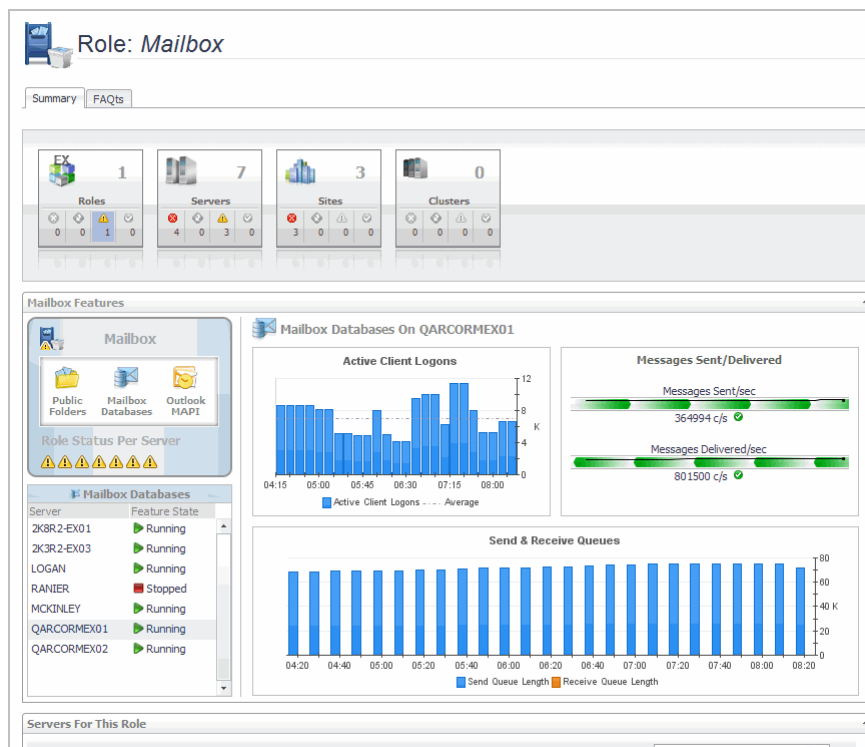 Role: Mailbox
Summary FAQts
EX 1 7 3 0
Roles Servers Sites Clusters
0 0 1 0 4 0 3 0 3 0 0 0 0 0 0 0
Mailbox Features
Mailbox
Public Folders
Mailbox Databases
Outlook MAPI
Role Status Per Server
Mailbox Databases
Server Feature State
2K8R2-EX01 Running
2K3R2-EX03 Running
LOGAN Running
RANIER Stopped
MCKINLEY Running
QARCORMEX01 Running
QARCORMEX02 Running
Mailbox Databases On QARCORMEX01
Active Client Logons
12
8
K
4
0
04:15 05:00 05:45 06:30 07:15 08:00
Active Client Logons Average
Messages Sent/Delivered
Messages Sent/sec
364994 c/s
Messages Delivered/sec
801500 c/s
Send & Receive Queues
80
60
40 K
20
0
04:20 04:40 05:00 05:20 05:40 06:00 06:20 06:40 07:00 07:20 07:40 08:00 08:20
Send Queue Length Receive Queue Length
Servers For This Role